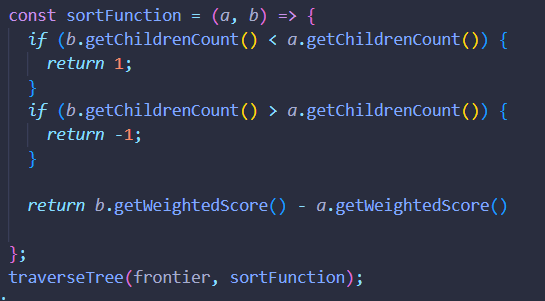 const sortFunction = (a, b) => {
if (b.getChildrenCount() < a.getChildrenCount()) {
return 1;
}
if (b.getChildrenCount() > a.getChildrenCount()) {
return -1;
}
return b.getWeightedScore() - a.getWeightedScore()
};
traverseTree(frontier, sortFunction);